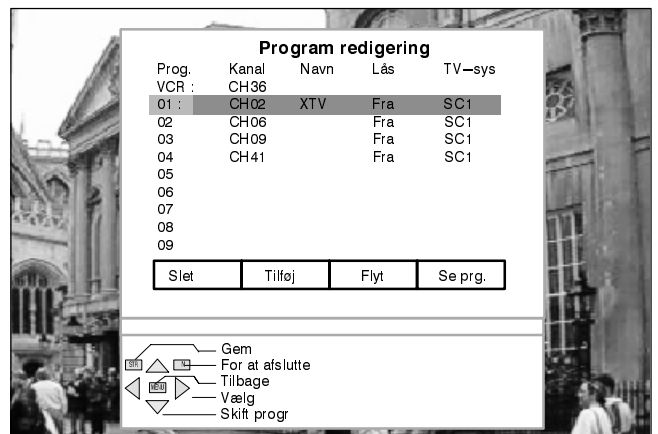 Program redigering
Prog. Kanal Navn Lås TV-sys
VCR : CH36
01 : CH02 XTV Fra SC1
02 CH06 Fra SC1
03 CH09 Fra SC1
04 CH41 Fra SC1
05
06
07
08
09
Slet Tilføj Flyt Se prg.
Gem
STR N For at afslutte
MENU Tilbage
Vælg
Skift progr